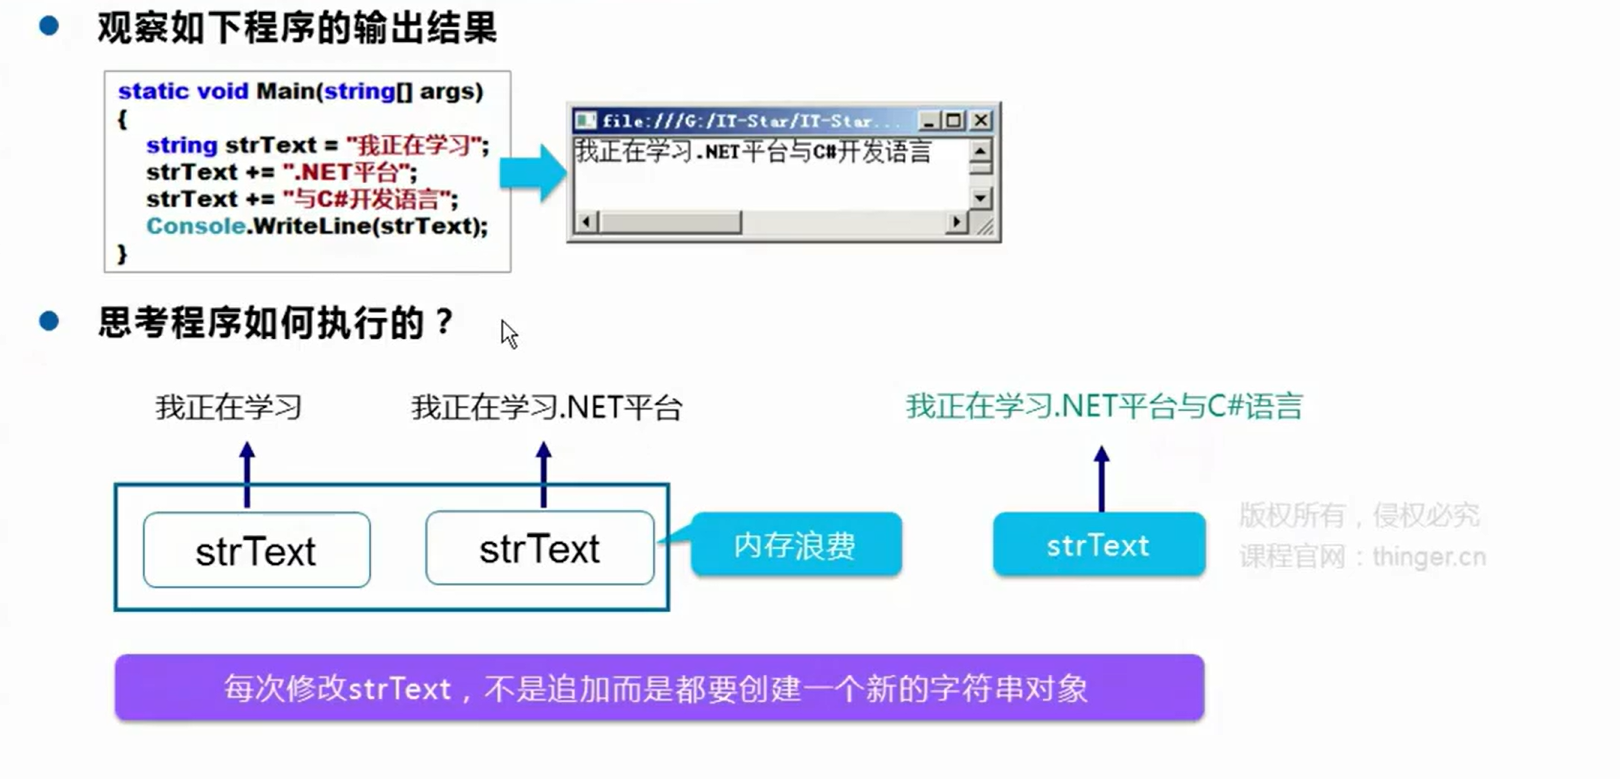 观察如下程序的输出结果
static void Main(string[] args)
{
string strText = "我正在学习";
strText += ".NET平台";
strText += "与C#开发语言";
Console.WriteLine(strText);
}
file:///G:/IT-Star/IT-Star...
我正在学习.NET平台与C#开发语言
思考程序如何执行的？
我正在学习
我正在学习.NET平台
我正在学习.NET平台与C#语言
strText
strText
内存浪费
strText
版权所有，侵权必究
课程官网：thinger.cn
每次修改strText，不是追加而是都要创建一个新的字符串对象